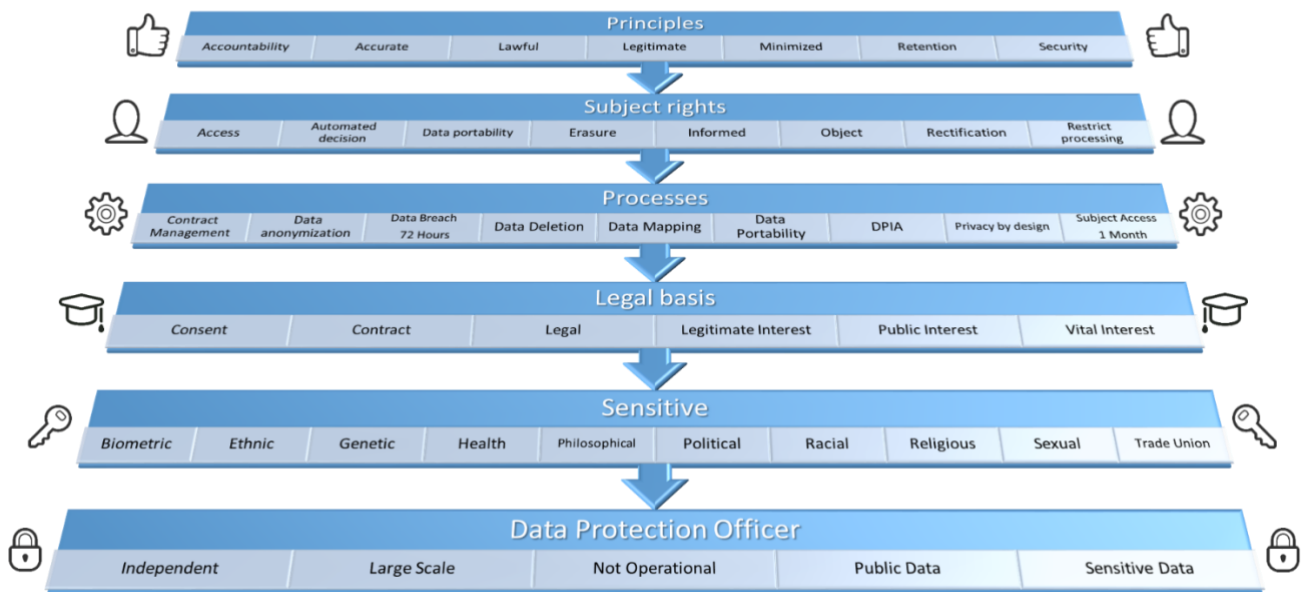 Principles
Accountability Accurate Lawful Legitimate Minimized Retention Security
Subject rights
Access Automated decision Data portability Erasure Informed Object Rectification Restrict processing
Processes
Contract Management Data anonymization Data Breach 72 Hours Data Deletion Data Mapping Data Portability DPIA Privacy by design Subject Access 1 Month
Legal basis
Consent Contract Legal Legitimate Interest Public Interest Vital Interest
Sensitive
Biometric Ethnic Genetic Health Philosophical Political Racial Religious Sexual Trade Union
Data Protection Officer
Independent Large Scale Not Operational Public Data Sensitive Data